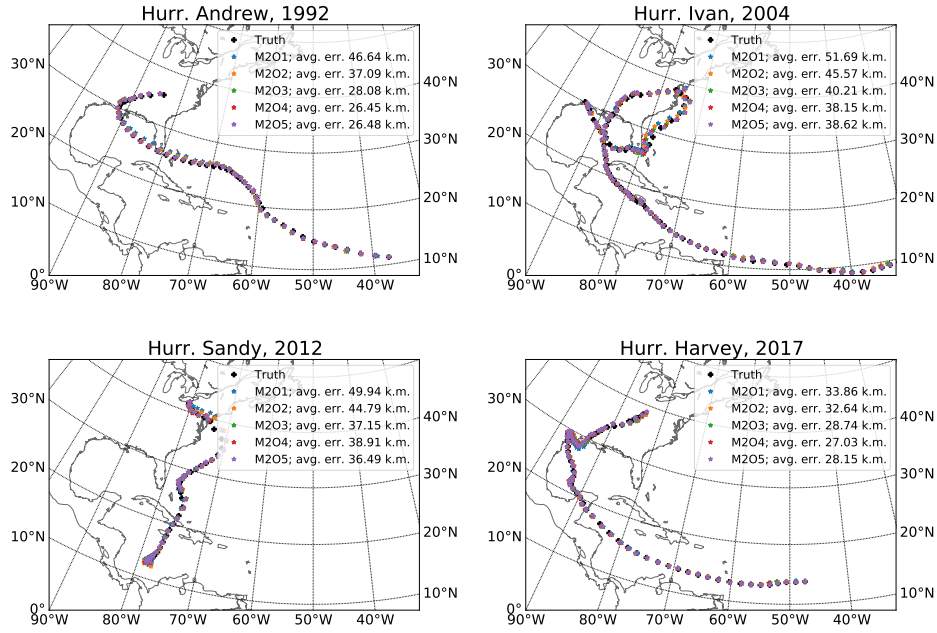 Hurr. Andrew, 1992
Truth
M2O1; avg. err. 46.64 k.m.
M2O2; avg. err. 37.09 k.m.
M2O3; avg. err. 28.08 k.m.
M2O4; avg. err. 26.45 k.m.
M2O5; avg. err. 26.48 k.m.
30°N
20°N
10°N
0°
40°N
30°N
20°N
10°N
90°W 80°W 70°W 60°W 50°W 40°W
Hurr. Ivan, 2004
Truth
M2O1; avg. err. 51.69 k.m.
M2O2; avg. err. 45.57 k.m.
M2O3; avg. err. 40.21 k.m.
M2O4; avg. err. 38.15 k.m.
M2O5; avg. err. 38.62 k.m.
30°N
20°N
10°N
0°
40°N
30°N
20°N
10°N
90°W 80°W 70°W 60°W 50°W 40°W
Hurr. Sandy, 2012
Truth
M2O1; avg. err. 49.94 k.m.
M2O2; avg. err. 44.79 k.m.
M2O3; avg. err. 37.15 k.m.
M2O4; avg. err. 38.91 k.m.
M2O5; avg. err. 36.49 k.m.
30°N
20°N
10°N
0°
40°N
30°N
20°N
10°N
90°W 80°W 70°W 60°W 50°W 40°W
Hurr. Harvey, 2017
Truth
M2O1; avg. err. 33.86 k.m.
M2O2; avg. err. 32.64 k.m.
M2O3; avg. err. 28.74 k.m.
M2O4; avg. err. 27.03 k.m.
M2O5; avg. err. 28.15 k.m.
30°N
20°N
10°N
0°
40°N
30°N
20°N
10°N
90°W 80°W 70°W 60°W 50°W 40°W